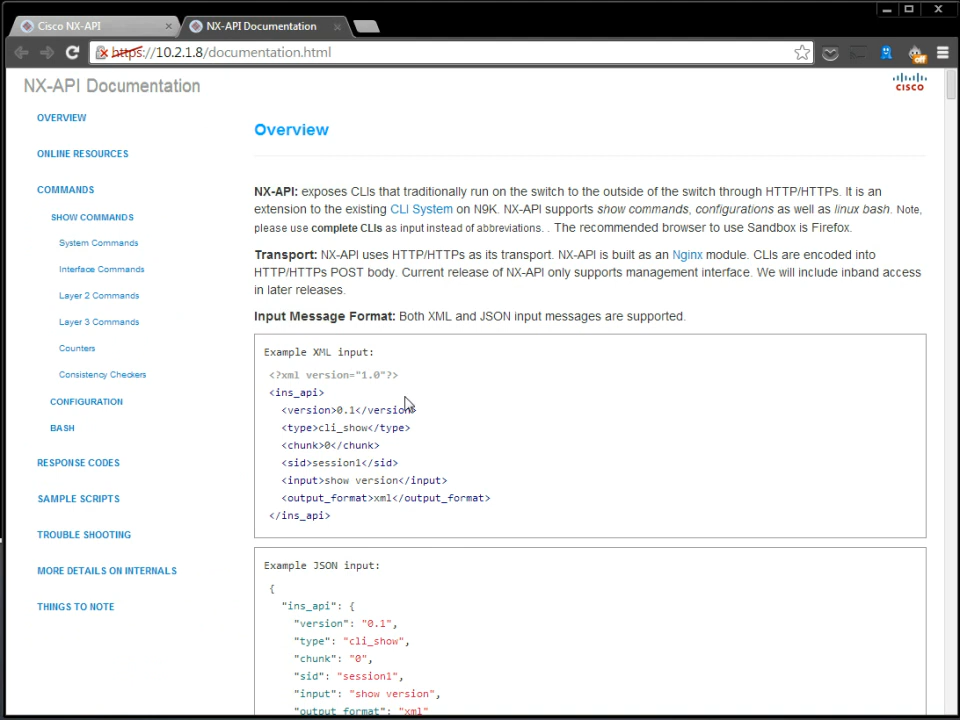 Cisco NX-API
NX-API Documentation
https://10.2.1.8/documentation.html
off
NX-API Documentation
CISCO
OVERVIEW
ONLINE RESOURCES
COMMANDS
SHOW COMMANDS
System Commands
Interface Commands
Layer 2 Commands
Layer 3 Commands
Counters
Consistency Checkers
CONFIGURATION
BASH
RESPONSE CODES
SAMPLE SCRIPTS
TROUBLE SHOOTING
MORE DETAILS ON INTERNALS
THINGS TO NOTE
Overview
NX-API: exposes CLIs that traditionally run on the switch to the outside of the switch through HTTP/HTTPs. It is an
extension to the existing CLI System on N9K. NX-API supports show commands, configurations as well as linux bash. Note,
please use complete CLIs as input instead of abbreviations. . The recommended browser to use Sandbox is Firefox.
Transport: NX-API uses HTTP/HTTPs as its transport. NX-API is built as an Nginx module. CLIs are encoded into
HTTP/HTTPs POST body. Current release of NX-API only supports management interface. We will include inband access
in later releases.
Input Message Format: Both XML and JSON input messages are supported.
Example XML input:
<?xml version="1.0"?>
<ins_api>
<version>0.1</version>
<type>cli_show</type>
<chunk>0</chunk>
<sid>session1</sid>
<input>show version</input>
<output_format>xml</output_format>
</ins_api>
Example JSON input:
{
"ins_api": {
"version": "0.1",
"type": "cli_show",
"chunk": "0",
"sid": "session1",
"input": "show version",
"output_format": "xml"